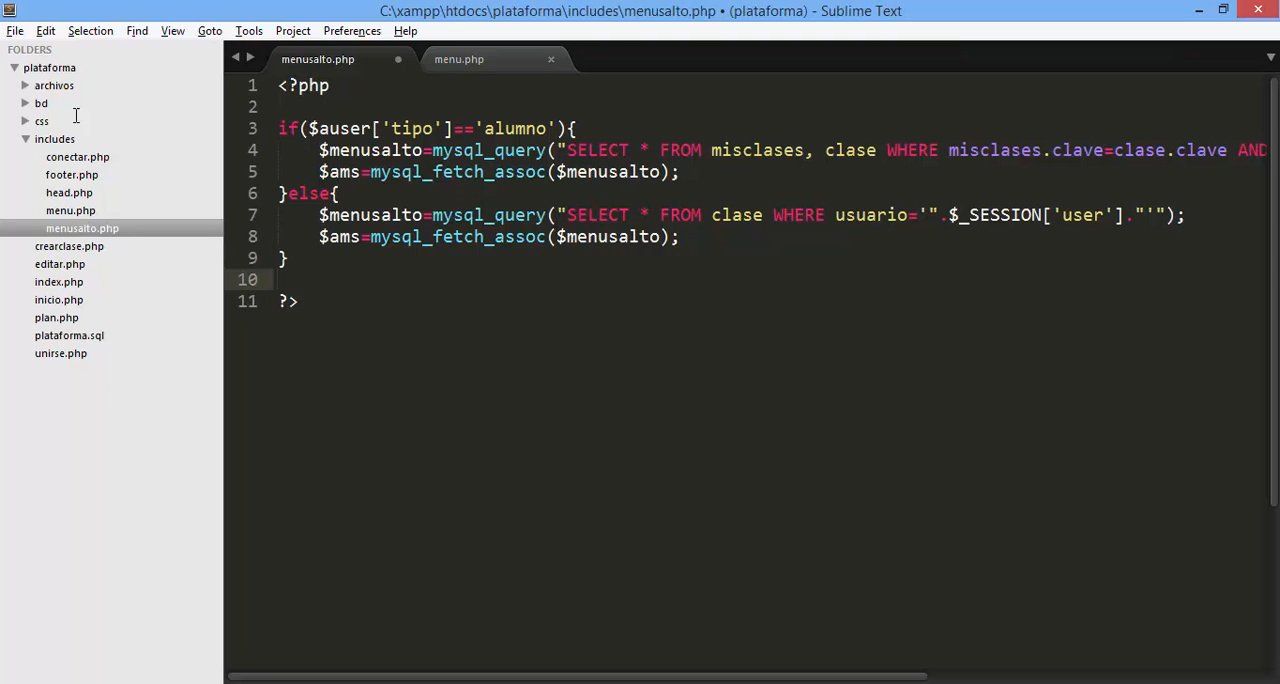 C:\xampp\htdocs\plataforma\includes\menusalto.php • (plataforma) - Sublime Text
File Edit Selection Find View Goto Tools Project Preferences Help
FOLDERS
plataforma
archivos
bd
css
includes
conectar.php
footer.php
head.php
menu.php
menusalto.php
crearclase.php
editar.php
index.php
inicio.php
plan.php
plataforma.sql
unirse.php
menusalto.php menu.php ×
1 <?php
2
3 if($auser['tipo']=='alumno'){
4 $menusalto=mysql_query("SELECT * FROM misclases, clase WHERE misclases.clave=clase.clave AND
5 $ams=mysql_fetch_assoc($menusalto);
6 }else{
7 $menusalto=mysql_query("SELECT * FROM clase WHERE usuario='".$_SESSION['user']."'");
8 $ams=mysql_fetch_assoc($menusalto);
9 }
10
11 ?>